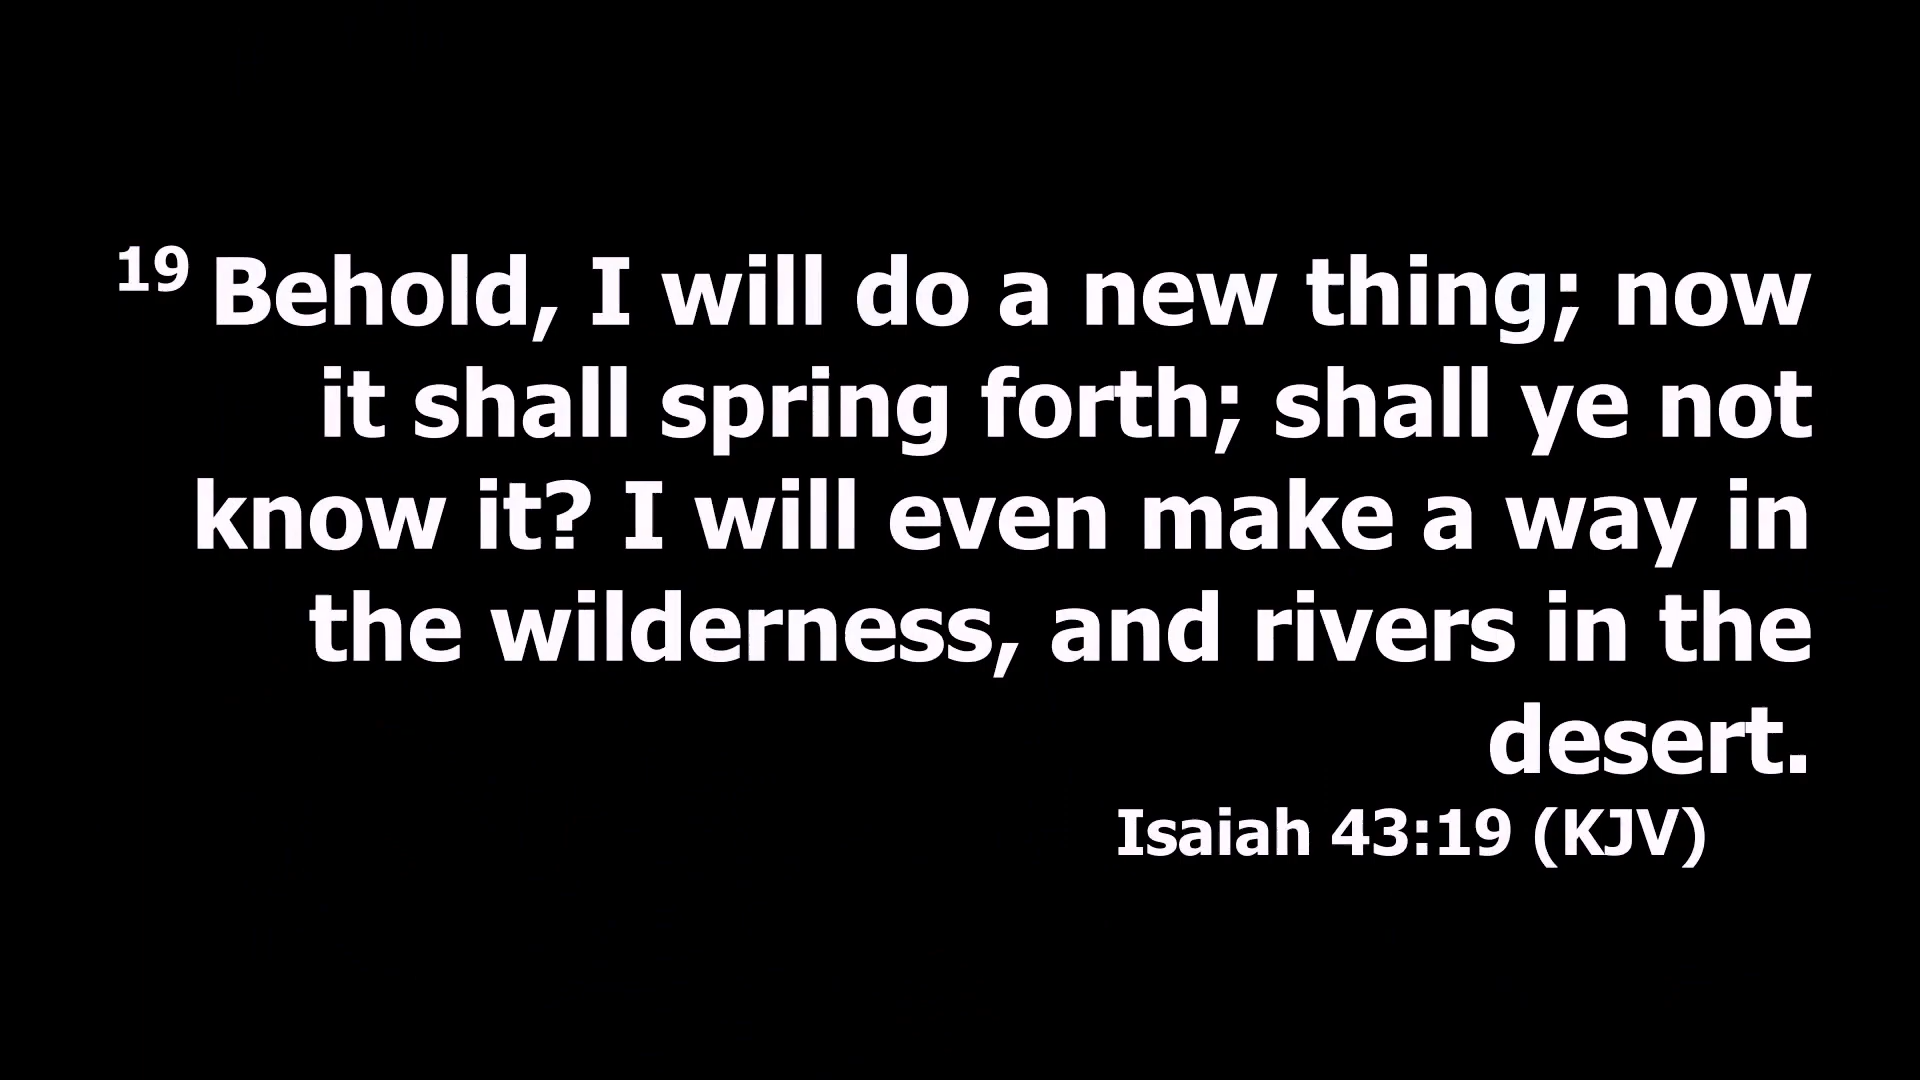 19 Behold, I will do a new thing; now
it shall spring forth; shall ye not
know it? I will even make a way in
the wilderness, and rivers in the
desert.
Isaiah 43:19 (KJV)